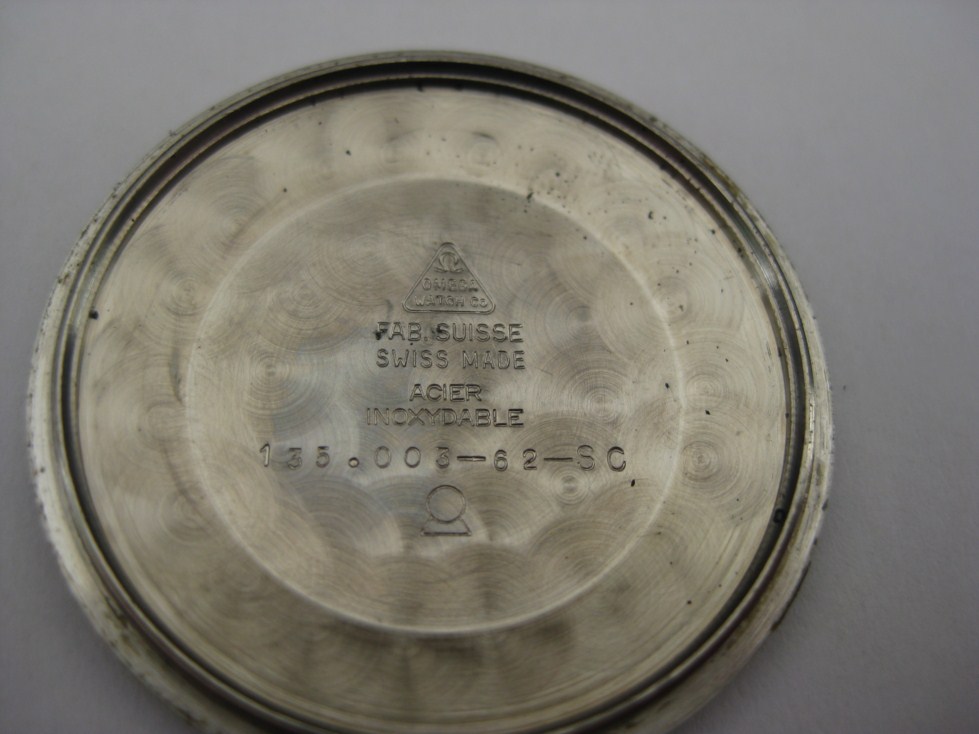 Ω
OMEGA
WATCH Co
FAB. SUISSE
SWISS MADE
ACIER
INOXYDABLE
135.003-62-SC